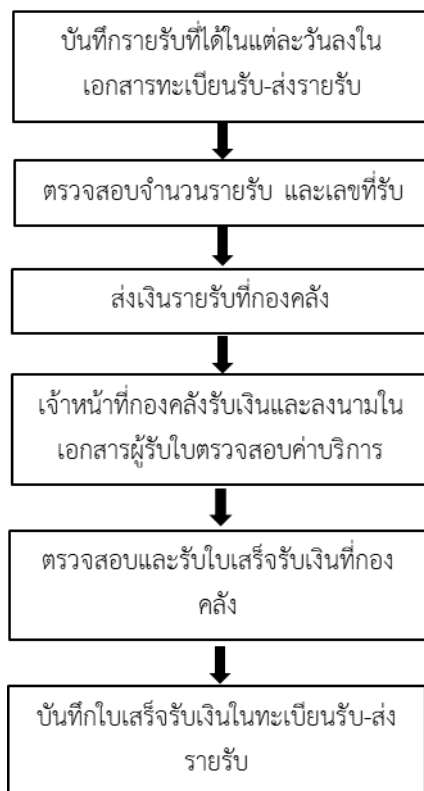 บันทึกรายรับที่ได้ในแต่ละวันลงใน
เอกสารทะเบียนรับ-ส่งรายรับ
ตรวจสอบจำนวนรายรับ และเลขที่รับ
ส่งเงินรายรับที่กองคลัง
เจ้าหน้าที่กองคลังรับเงินและลงนามใน
เอกสารผู้รับใบตรวจสอบค่าบริการ
ตรวจสอบและรับใบเสร็จรับเงินที่กอง
คลัง
บันทึกใบเสร็จรับเงินในทะเบียนรับ-ส่ง
รายรับ